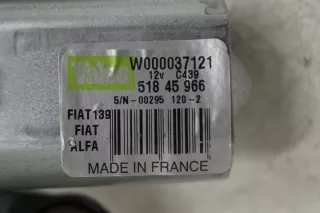 Valeo W000037121
12v C439
518 45 966
S/N-00295 120-2
FIAT139
FIAT
ALFA
MADE IN FRANCE